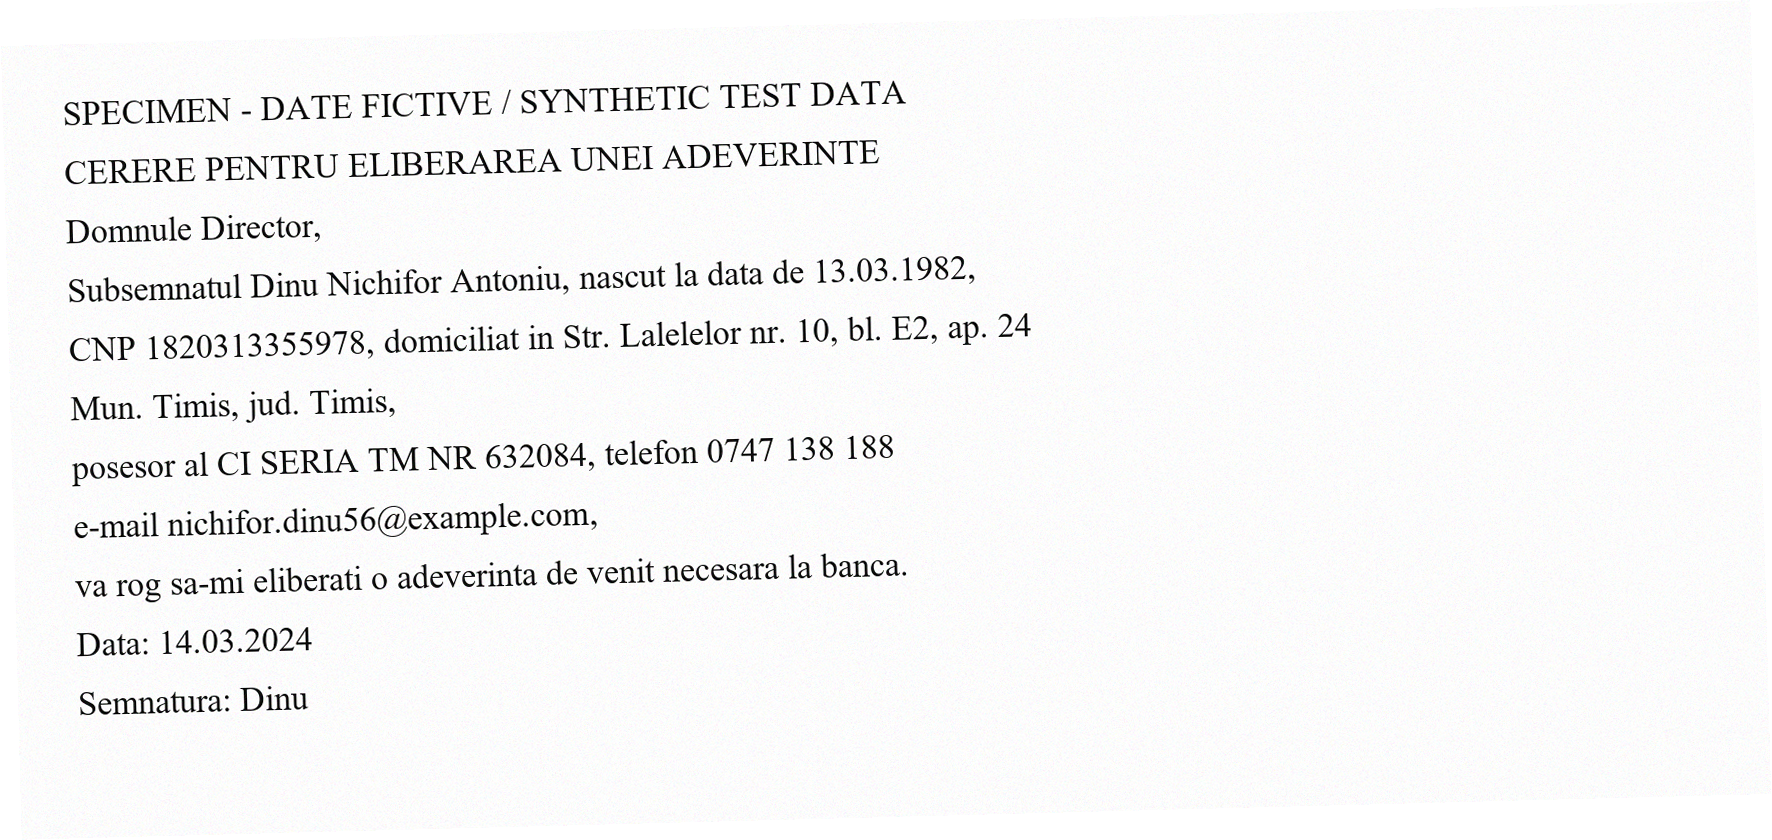 SPECIMEN - DATE FICTIVE / SYNTHETIC TEST DATA
CERERE PENTRU ELIBERAREA UNEI ADEVERINTE
Domnule Director,
Subsemnatul Dinu Nichifor Antoniu, nascut la data de 13.03.1982,
CNP 1820313355978, domiciliat in Str. Lalelelor nr. 10, bl. E2, ap. 24
Mun. Timis, jud. Timis,
posesor al CI SERIA TM NR 632084, telefon 0747 138 188
e-mail nichifor.dinu56@example.com,
va rog sa-mi eliberati o adeverinta de venit necesara la banca.
Data: 14.03.2024
Semnatura: Dinu